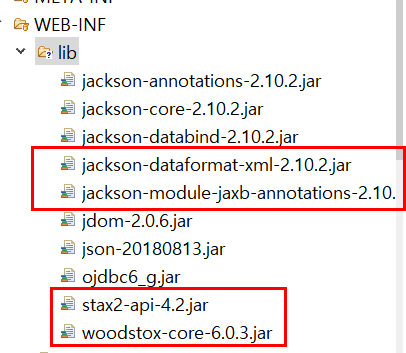 META-INF
WEB-INF
lib
jackson-annotations-2.10.2.jar
jackson-core-2.10.2.jar
jackson-databind-2.10.2.jar
jackson-dataformat-xml-2.10.2.jar
jackson-module-jaxb-annotations-2.10.
jdom-2.0.6.jar
json-20180813.jar
ojdbc6_g.jar
stax2-api-4.2.jar
woodstox-core-6.0.3.jar